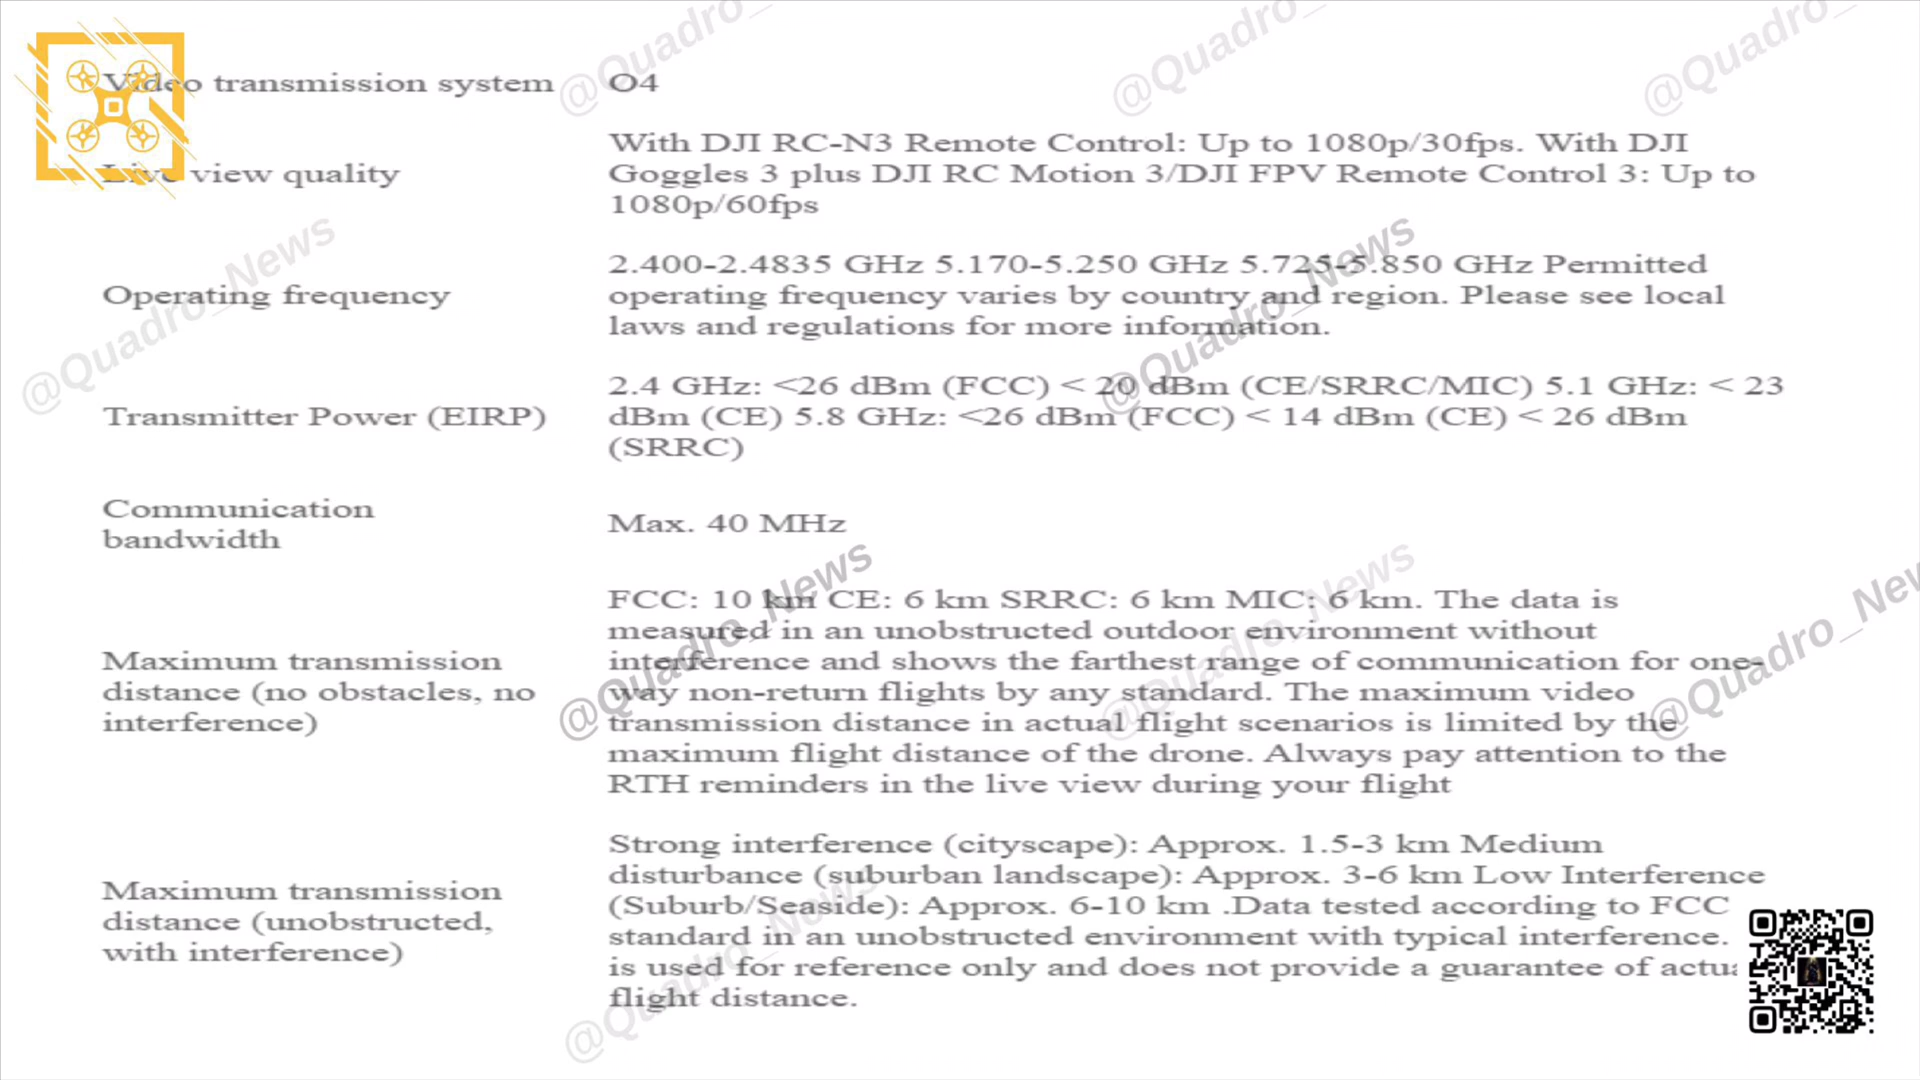 @Quadro_
@Quadro_
@Quadro_
Video transmission system
O4
Live view quality
With DJI RC-N3 Remote Control: Up to 1080p/30fps. With DJI
Goggles 3 plus DJI RC Motion 3/DJI FPV Remote Control 3: Up to
1080p/60fps
@Quadro_News
@Quadro_News
Operating frequency
2.400-2.4835 GHz 5.170-5.250 GHz 5.725-5.850 GHz Permitted
operating frequency varies by country and region. Please see local
laws and regulations for more information.
Transmitter Power (EIRP)
2.4 GHz: <26 dBm (FCC) < 20 dBm (CE/SRRC/MIC) 5.1 GHz: < 23
dBm (CE) 5.8 GHz: <26 dBm (FCC) < 14 dBm (CE) < 26 dBm
(SRRC)
Communication
bandwidth
Max. 40 MHz
@Quadro_News
@Quadro_News
@Quadro_New
Maximum transmission
distance (no obstacles, no
interference)
FCC: 10 km CE: 6 km SRRC: 6 km MIC: 6 km. The data is
measured in an unobstructed outdoor environment without
interference and shows the farthest range of communication for one-
way non-return flights by any standard. The maximum video
transmission distance in actual flight scenarios is limited by the
maximum flight distance of the drone. Always pay attention to the
RTH reminders in the live view during your flight
Maximum transmission
distance (unobstructed,
with interference)
Strong interference (cityscape): Approx. 1.5-3 km Medium
disturbance (suburban landscape): Approx. 3-6 km Low Interference
(Suburb/Seaside): Approx. 6-10 km .Data tested according to FCC
standard in an unobstructed environment with typical interference.
is used for reference only and does not provide a guarantee of actua
flight distance.
@Quadro_News